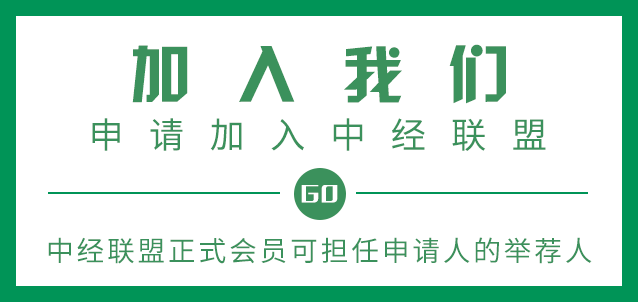 加入我们
申请加入中经联盟
GO
中经联盟正式会员可担任申请人的举荐人